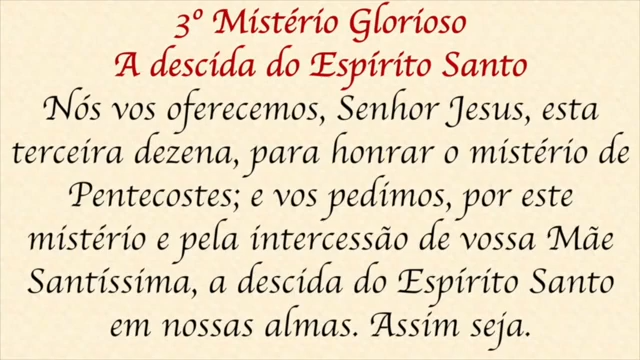 3º Mistério Glorioso
A descida do Espírito Santo
Nós vos oferecemos, Senhor Jesus, esta
terceira dezena, para honrar o mistério de
Pentecostes; e vos pedimos, por este
mistério e pela intercessão de vossa Mãe
Santíssima, a descida do Espírito Santo
em nossas almas. Assim seja.